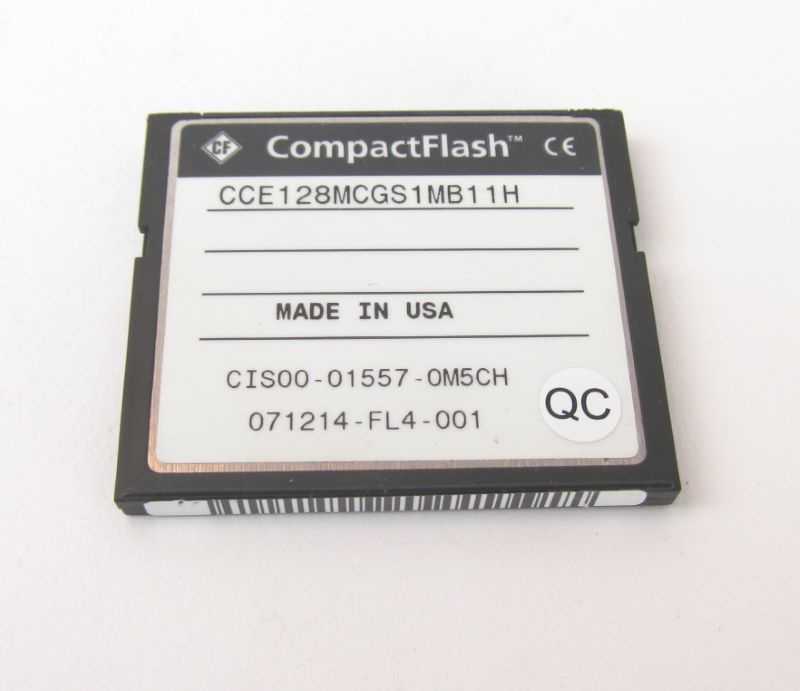 CF CompactFlash™ CE
CCE128MCGS1MB11H
MADE IN USA
CIS00-01557-0M5CH
QC
071214-FL4-001